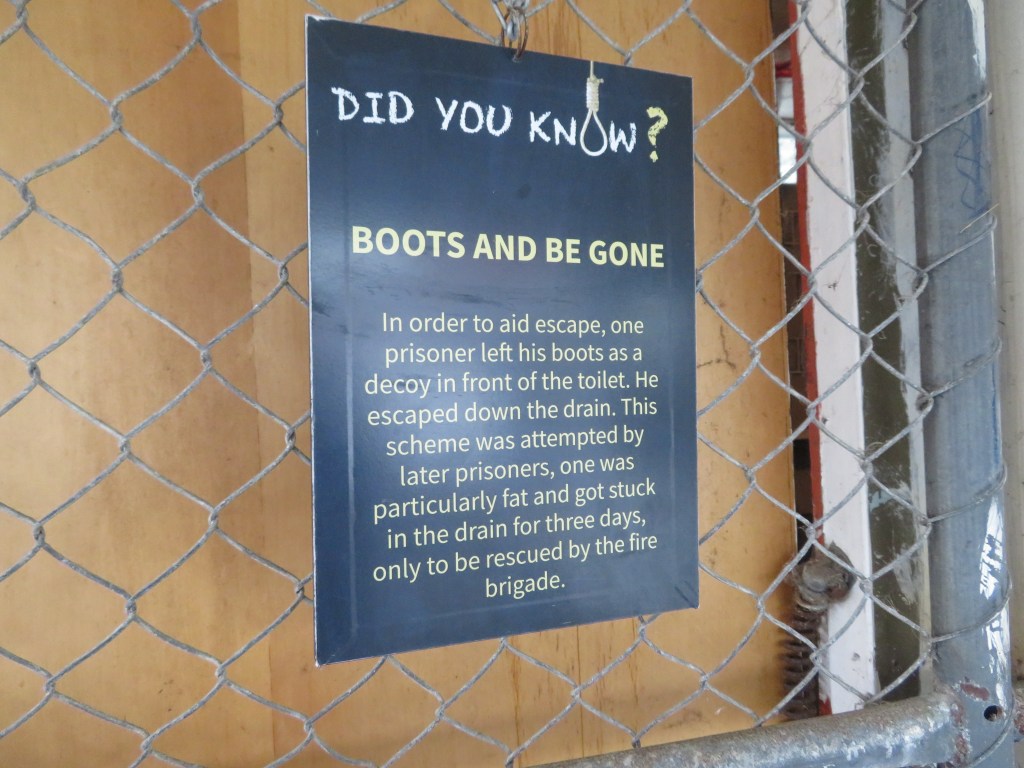 DID YOU KNOW?
BOOTS AND BE GONE
In order to aid escape, one
prisoner left his boots as a
decoy in front of the toilet. He
escaped down the drain. This
scheme was attempted by
later prisoners, one was
particularly fat and got stuck
in the drain for three days,
only to be rescued by the fire
brigade.